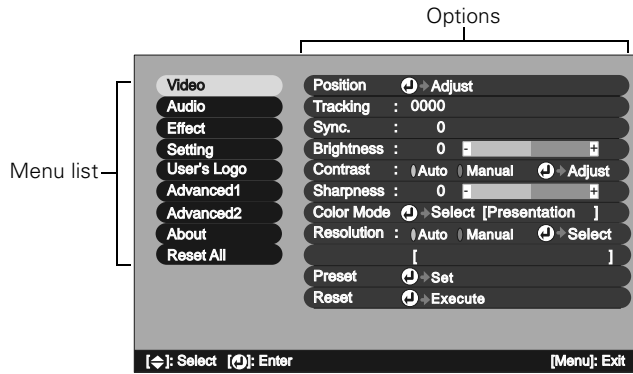 Options
Menu list
Video
Audio
Effect
Setting
User's Logo
Advanced1
Advanced2
About
Reset All
Position Adjust
Tracking : 0000
Sync. : 0
Brightness : 0 - +
Contrast : Auto Manual Adjust
Sharpness : 0 - +
Color Mode Select [Presentation ]
Resolution : Auto Manual Select
[ ]
Preset Set
Reset Execute
[ ]: Select [ ]: Enter [Menu]: Exit